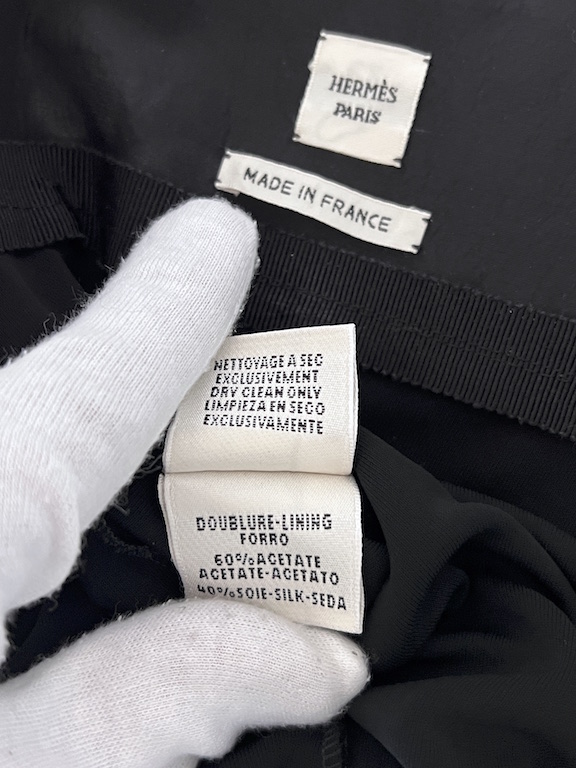 HERMÈS
PARIS
MADE IN FRANCE
NETTOYAGE A SEC
EXCLUSIVEMENT
DRY CLEAN ONLY
LIMPIEZA EN SECO
EXCLUSIVAMENTE
DOUBLURE-LINING
FORRO
60%ACETATE
ACETATE-ACETATO
40%SOIE-SILK-SEDA